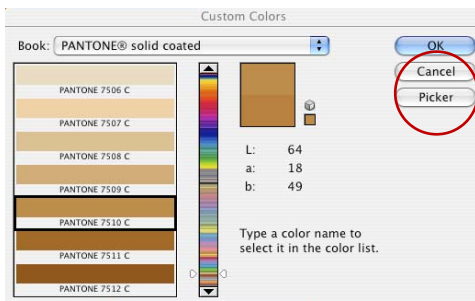 Custom Colors
Book: PANTONE® solid coated
OK
Cancel
Picker
PANTONE 7506 C
PANTONE 7507 C
PANTONE 7508 C
PANTONE 7509 C
PANTONE 7510 C
PANTONE 7511 C
PANTONE 7512 C
L: 64
a: 18
b: 49
Type a color name to
select it in the color list.